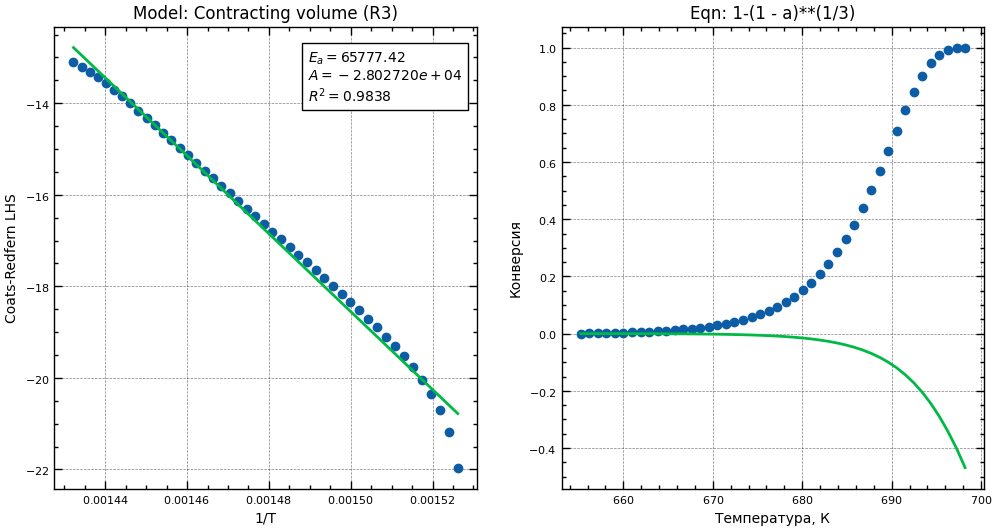 Model: Contracting volume (R3)
E_a = 65777.42
A = −2.802720e + 04
R^2 = 0.9838
Coats-Redfern LHS
−14
−16
−18
−20
−22
0.00144
0.00146
0.00148
0.00150
0.00152
1/T
Eqn: 1-(1 - a)**(1/3)
Конверсия
1.0
0.8
0.6
0.4
0.2
0.0
−0.2
−0.4
660
670
680
690
700
Температура, К